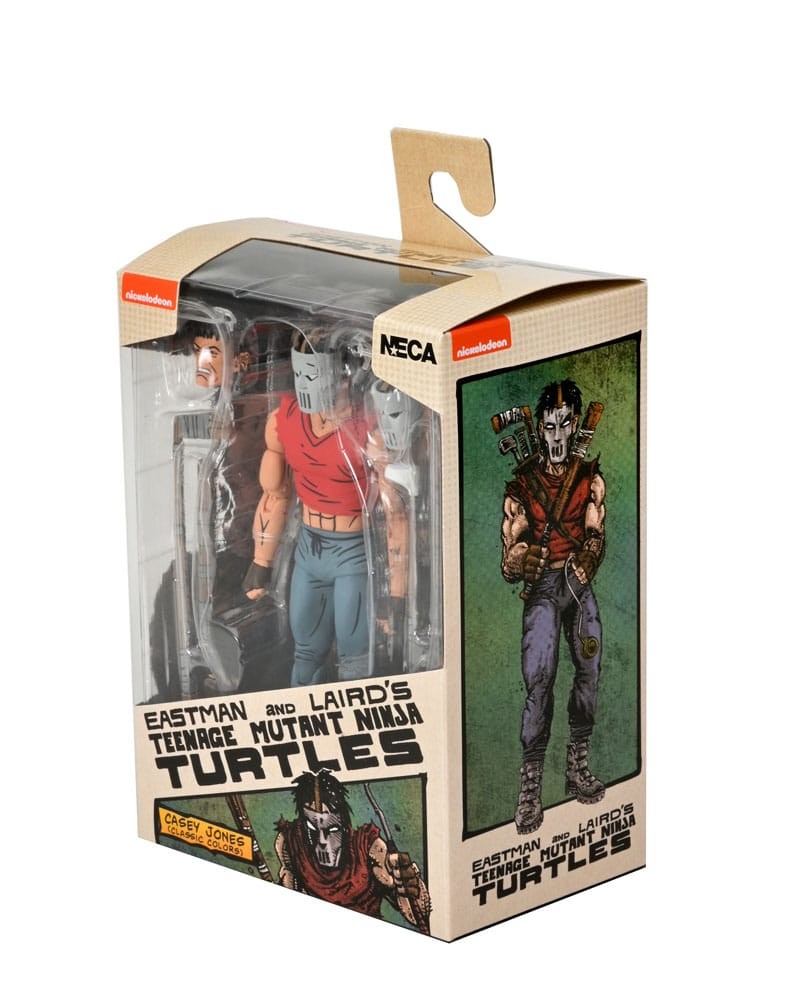 nickelodeon
NECA
EASTMAN AND LAIRD'S
TEENAGE MUTANT NINJA
TURTLES
CASEY JONES
(CLASSIC COLORS)
nickelodeon
EASTMAN AND LAIRD'S
TEENAGE MUTANT NINJA
TURTLES